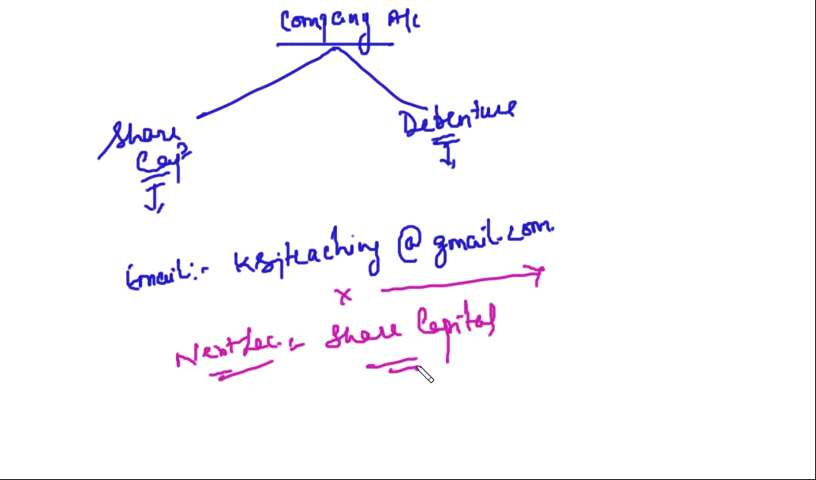 Company A/c
Share
Debenture
Cap
Email:- ksjteaching@gmail.com.
x
Next Lec. :- Share Capital